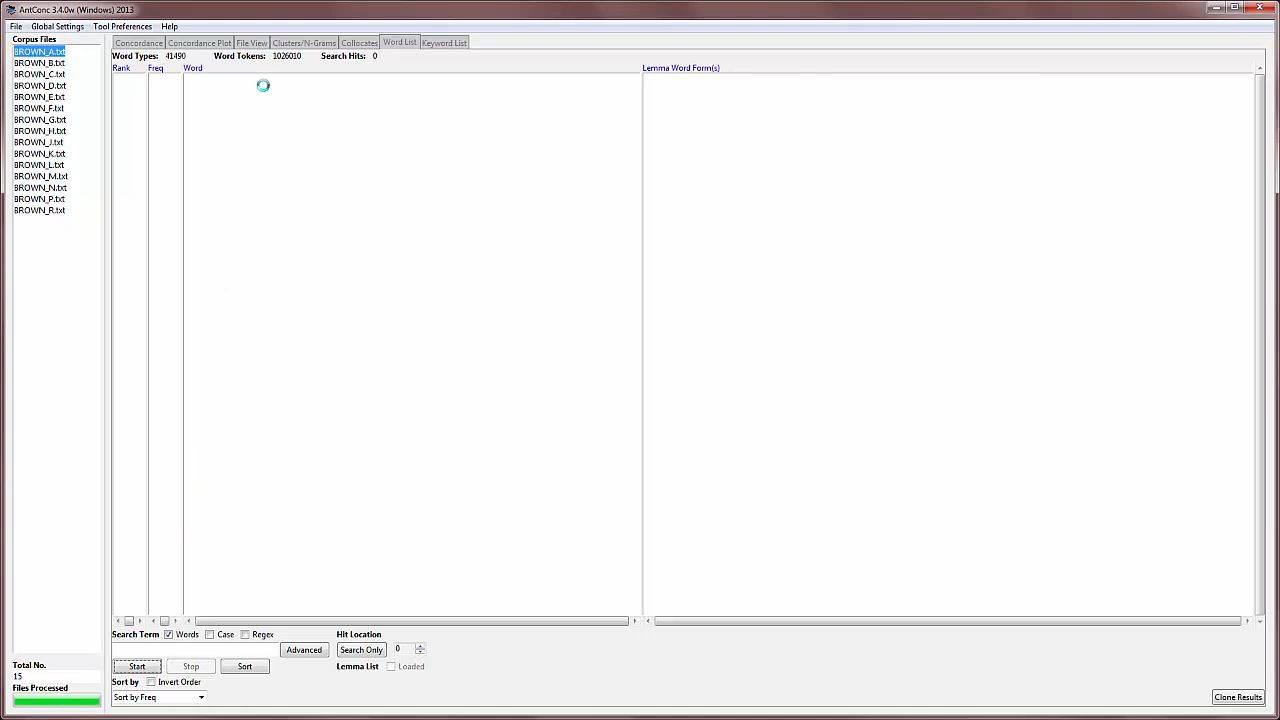 AntConc 3.4.0w (Windows) 2013
File Global Settings Tool Preferences Help
Corpus Files
BROWN_A.txt
BROWN_B.txt
BROWN_C.txt
BROWN_D.txt
BROWN_E.txt
BROWN_F.txt
BROWN_G.txt
BROWN_H.txt
BROWN_J.txt
BROWN_K.txt
BROWN_L.txt
BROWN_M.txt
BROWN_N.txt
BROWN_P.txt
BROWN_R.txt
Total No.
15
Files Processed
Concordance Concordance Plot File View Clusters/N-Grams Collocates Word List Keyword List
Word Types: 41490 Word Tokens: 1026010 Search Hits: 0
Rank Freq Word Lemma Word Form(s)
Search Term Words Case Regex Hit Location
Advanced Search Only 0
Start Stop Sort Lemma List Loaded
Sort by Invert Order
Sort by Freq Clone Results